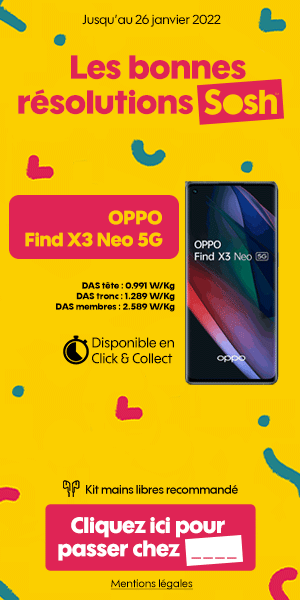 Jusqu'au 26 janvier 2022
Les bonnes
résolutions Sosh
OPPO
Find X3 Neo 5G
OPPO
Find X3 Neo 5G
DAS tête : 0.991 W/Kg
DAS tronc : 1.289 W/Kg
DAS membres : 2.589 W/Kg
Disponible en
Click & Collect
oppo
Kit mains libres recommandé
Cliquez ici pour
passer chez _ _ _ _
Mentions légales